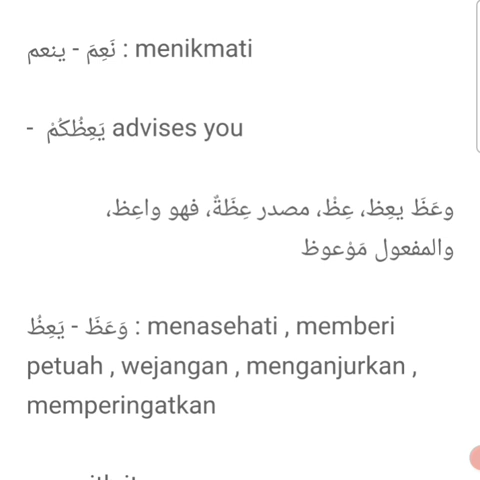 نَعِمَ - ينعم : menikmati
- يَعِظُكُمْ advises you
وعَظَ يعِظ، عِظْ، مصدر عِظَةٌ، فهو واعِظ،
والمفعول مَوْعوظ
وَعَظَ - يَعِظُ : menasehati , memberi
petuah , wejangan , menganjurkan ,
memperingatkan